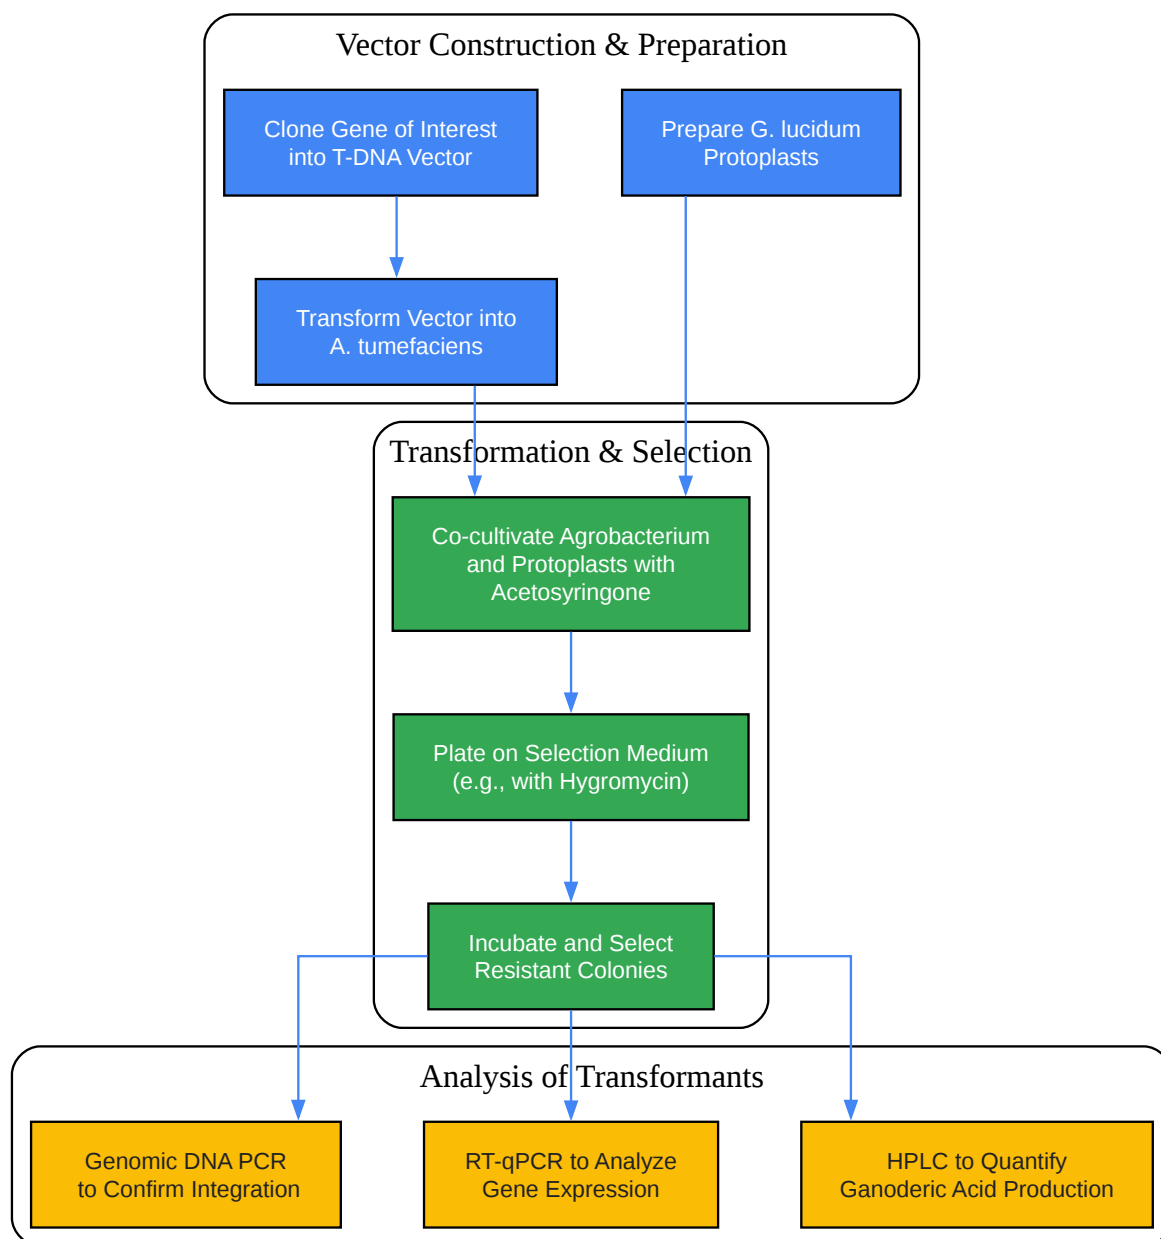 Vector Construction & Preparation
Clone Gene of Interest
into T-DNA Vector
Prepare G. lucidum
Protoplasts
Transform Vector into
A. tumefaciens
Transformation & Selection
Co-cultivate Agrobacterium
and Protoplasts with
Acetosyringone
Plate on Selection Medium
(e.g., with Hygromycin)
Incubate and Select
Resistant Colonies
Analysis of Transformants
Genomic DNA PCR
to Confirm Integration
RT-qPCR to Analyze
Gene Expression
HPLC to Quantify
Ganoderic Acid Production